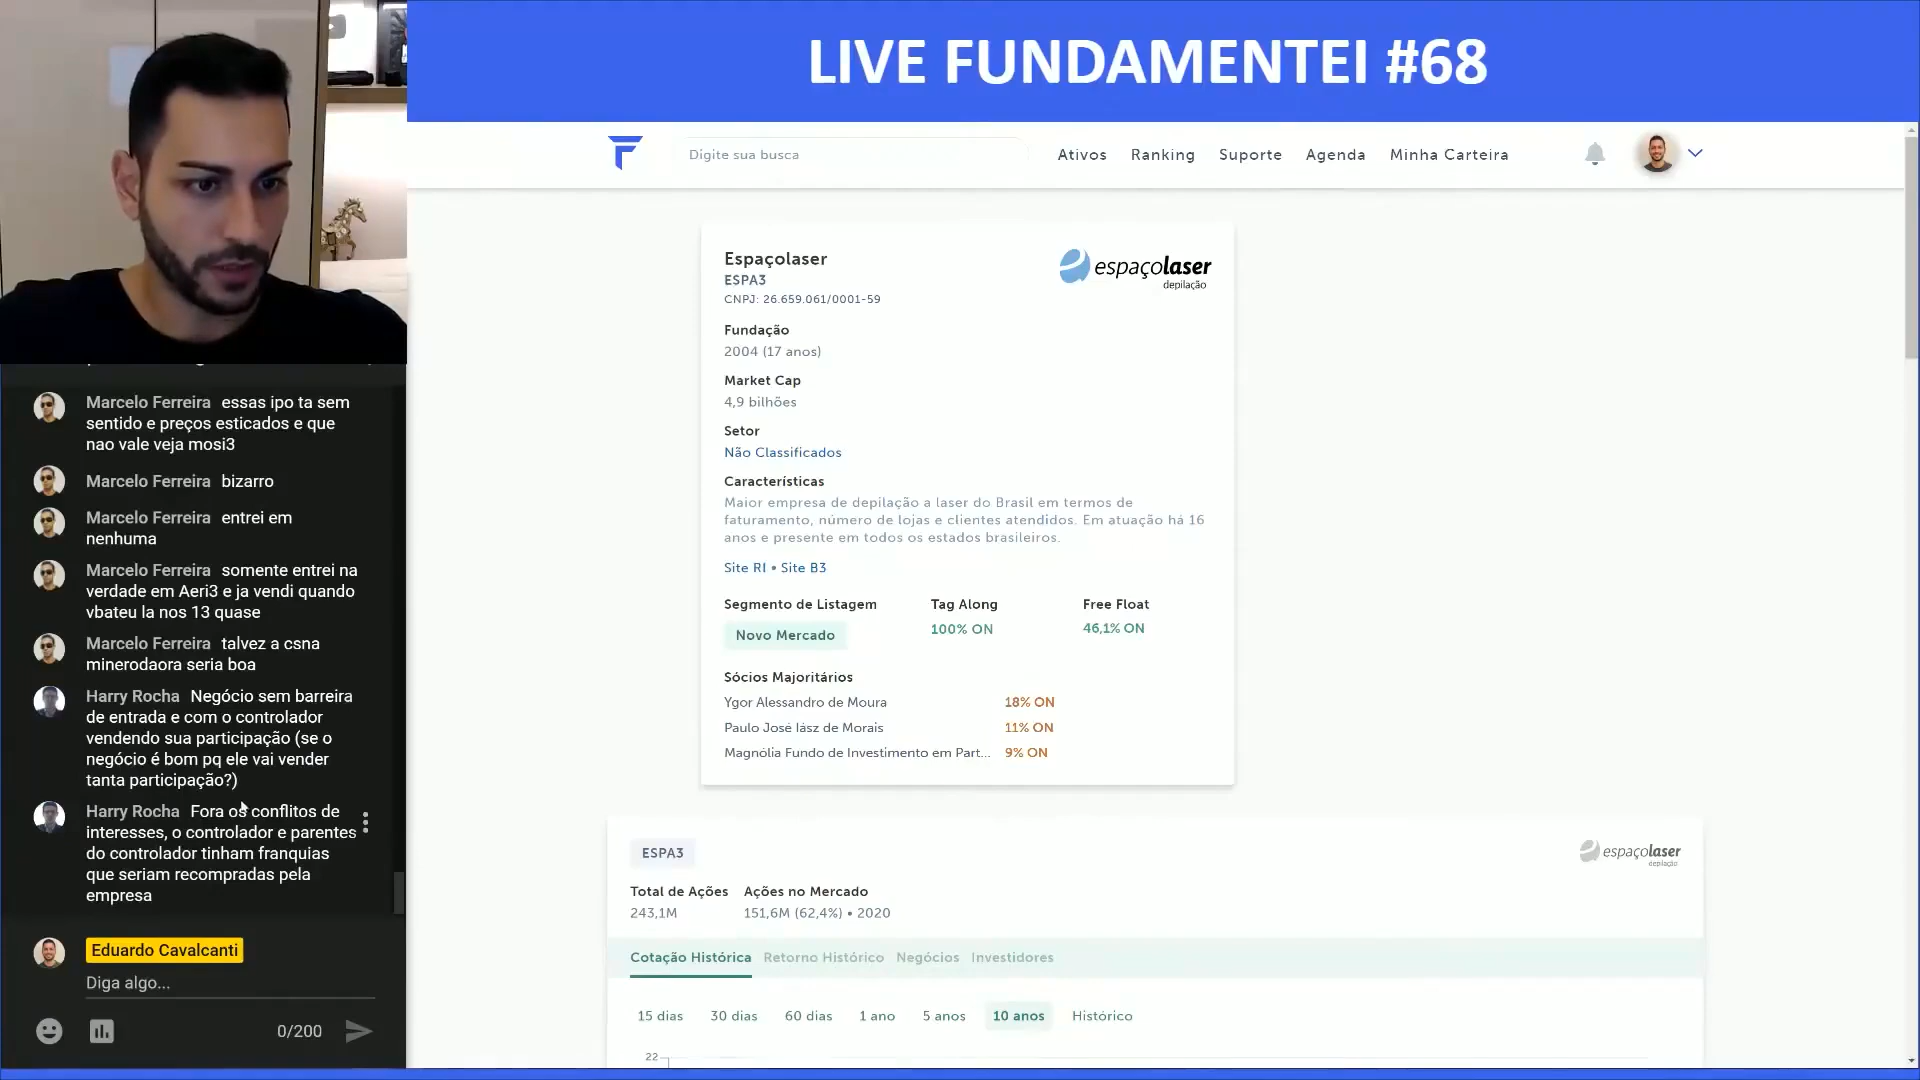 LIVE FUNDAMENTEI #68
Digite sua busca
Ativos
Ranking
Suporte
Agenda
Minha Carteira
Espaçolaser
ESPA3
CNPJ: 26.659.061/0001-59
espaçolaser
depilação
Fundação
2004 (17 anos)
Market Cap
4,9 bilhões
Setor
Não Classificados
Características
Maior empresa de depilação a laser do Brasil em termos de
faturamento, número de lojas e clientes atendidos. Em atuação há 16
anos e presente em todos os estados brasileiros.
Site RI • Site B3
Segmento de Listagem
Tag Along
Free Float
Novo Mercado
100% ON
46,1% ON
Sócios Majoritários
Ygor Alessandro de Moura 18% ON
Paulo José Iász de Morais 11% ON
Magnólia Fundo de Investimento em Part... 9% ON
ESPA3
espaçolaser
depilação
Total de Ações
Ações no Mercado
243,1M
151,6M (62,4%) • 2020
Cotação Histórica
Retorno Histórico
Negócios
Investidores
15 dias
30 dias
60 dias
1 ano
5 anos
10 anos
Histórico
22
Marcelo Ferreira essas ipo ta sem
sentido e preços esticados e que
nao vale veja mosi3
Marcelo Ferreira bizarro
Marcelo Ferreira entrei em
nenhuma
Marcelo Ferreira somente entrei na
verdade em Aeri3 e ja vendi quando
vbateu la nos 13 quase
Marcelo Ferreira talvez a csna
minerodaora seria boa
Harry Rocha Negócio sem barreira
de entrada e com o controlador
vendendo sua participação (se o
negócio é bom pq ele vai vender
tanta participação?)
Harry Rocha Fora os conflitos de
interesses, o controlador e parentes
do controlador tinham franquias
que seriam recompradas pela
empresa
Eduardo Cavalcanti
Diga algo...
0/200